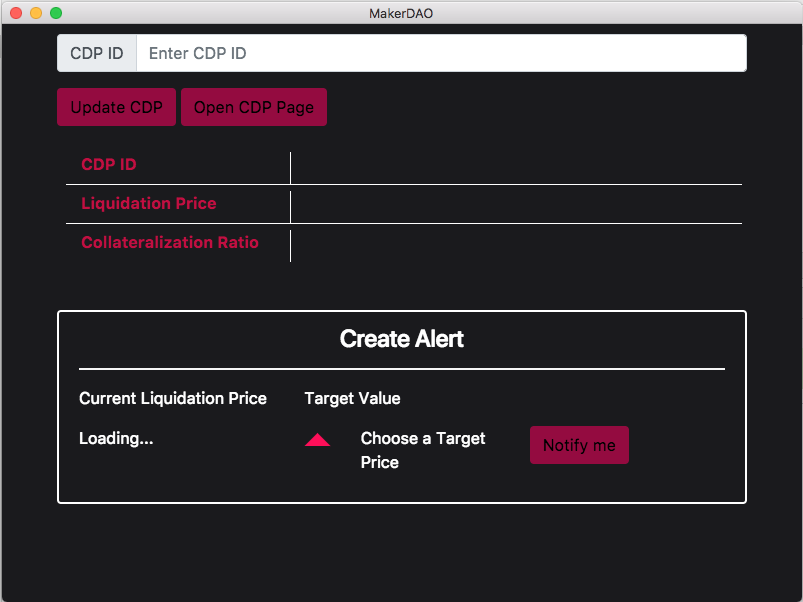 MakerDAO
CDP ID Enter CDP ID
Update CDP Open CDP Page
CDP ID
Liquidation Price
Collateralization Ratio
Create Alert
Current Liquidation Price Target Value
Loading... Choose a Target
Price
Notify me